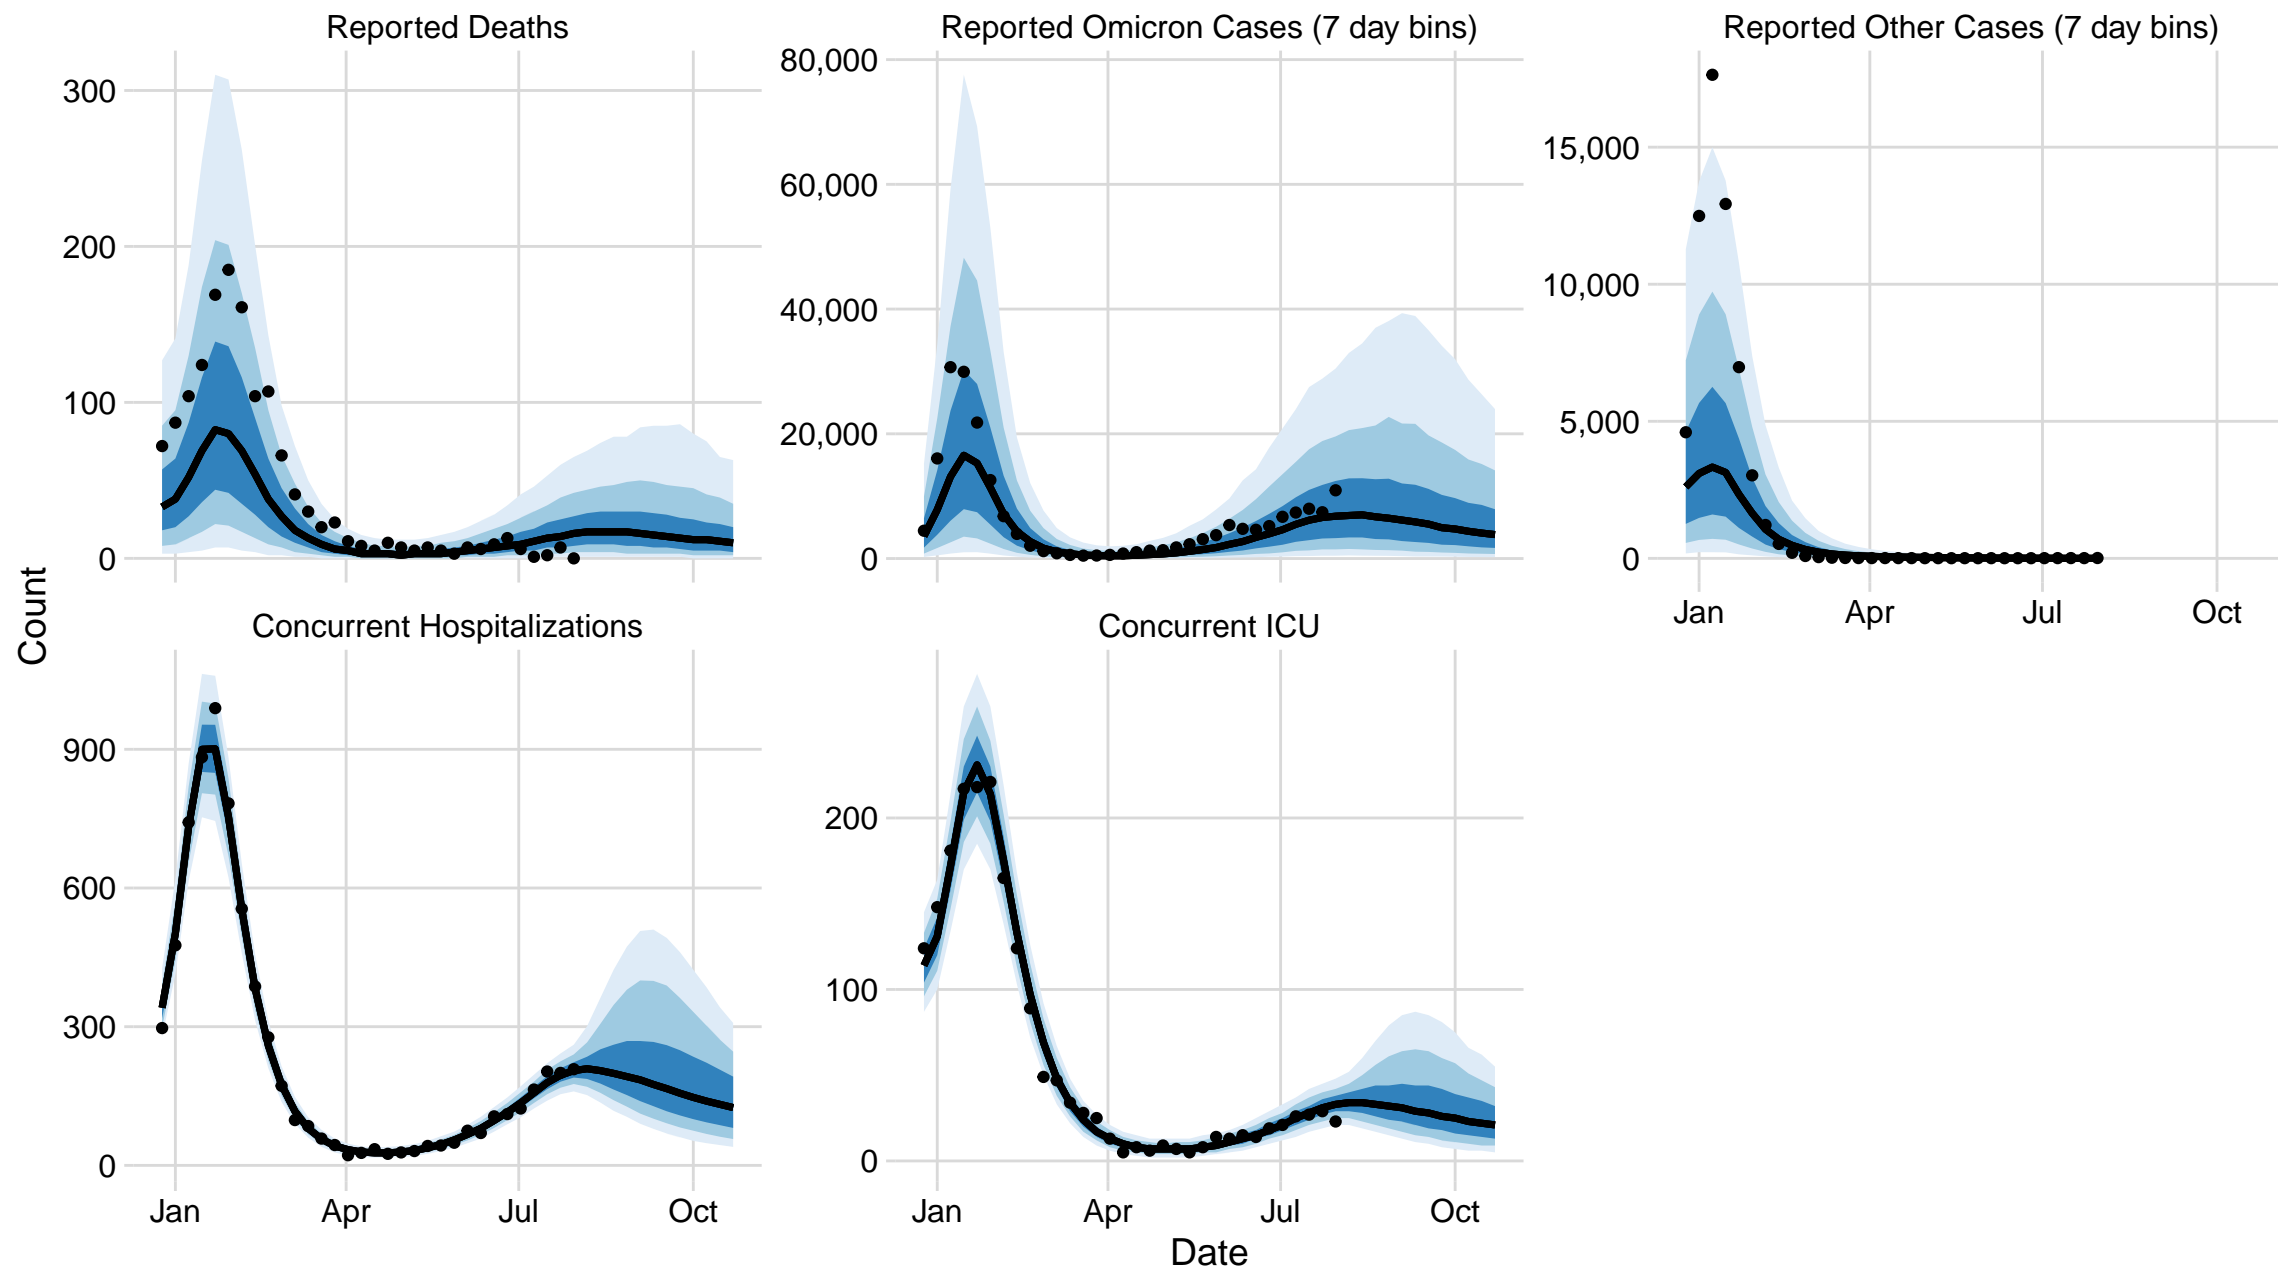 Reported Deaths
Reported Omicron Cases (7 day bins)
Reported Other Cases (7 day bins)
300
200
100
0
80,000
60,000
40,000
20,000
0
15,000
10,000
5,000
0
Jan Apr Jul Oct
Count
Concurrent Hospitalizations
Concurrent ICU
900
600
300
0
200
100
0
Jan Apr Jul Oct
Jan Apr Jul Oct
Date